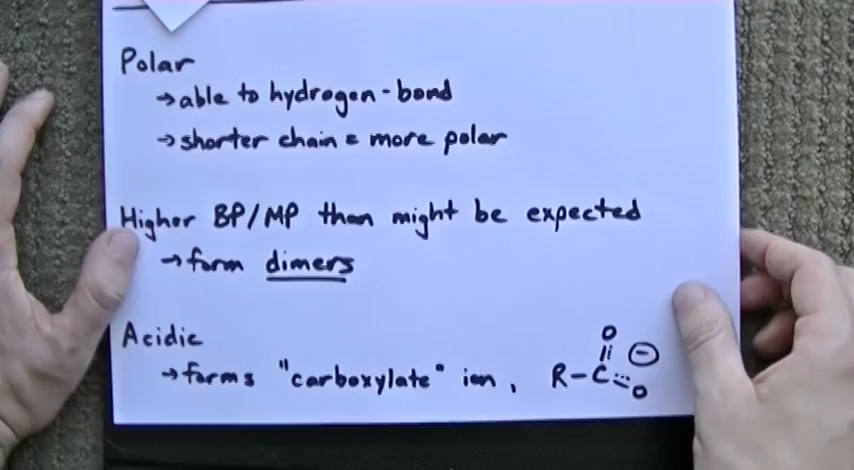 Polar
→ able to hydrogen-bond
→ shorter chain = more polar
Higher BP/MP than might be expected
→ form dimers
Acidic
→ forms "carboxylate" ion, R-C
O
O